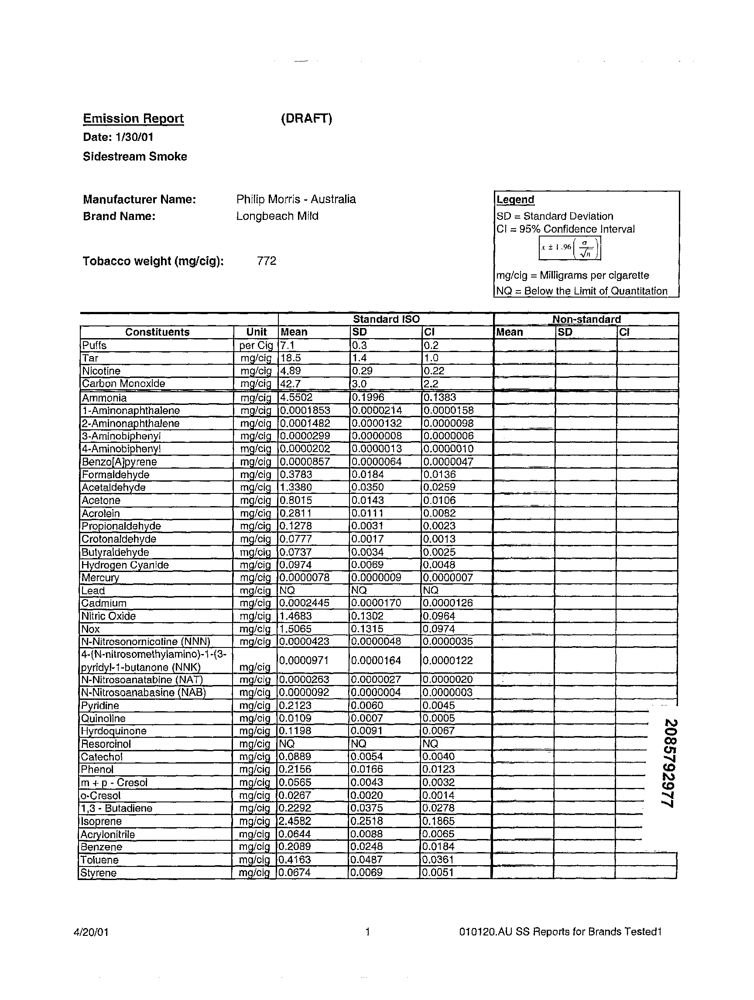 Emission Report (DRAFT)
Date: 1/30/01
Sidestream Smoke
Manufacturer Name: Philip Morris - Australia
Brand Name: Longbeach Mild
Tobacco weight (mg/cig): 772
Legend
SD = Standard Deviation
CI = 95% Confidence Interval
x ± 1.96 ( σ / √n )
mg/cig = Milligrams per cigarette
NQ = Below the Limit of Quantitation
Standard ISO Non-standard
Constituents Unit Mean SD CI Mean SD CI
Puffs per Cig 7.1 0.3 0.2
Tar mg/cig 18.5 1.4 1.0
Nicotine mg/cig 4.89 0.29 0.22
Carbon Monoxide mg/cig 42.7 3.0 2.2
Ammonia mg/cig 4.5502 0.1996 0.1383
1-Aminonaphthalene mg/cig 0.0001853 0.0000214 0.0000158
2-Aminonaphthalene mg/cig 0.0001482 0.0000132 0.0000098
3-Aminobiphenyl mg/cig 0.0000299 0.0000008 0.0000006
4-Aminobiphenyl mg/cig 0.0000202 0.0000013 0.0000010
Benzo[A]pyrene mg/cig 0.0000857 0.0000064 0.0000047
Formaldehyde mg/cig 0.3783 0.0184 0.0136
Acetaldehyde mg/cig 1.3380 0.0350 0.0259
Acetone mg/cig 0.8015 0.0143 0.0106
Acrolein mg/cig 0.2811 0.0111 0.0082
Propionaldehyde mg/cig 0.1278 0.0031 0.0023
Crotonaldehyde mg/cig 0.0777 0.0017 0.0013
Butyraldehyde mg/cig 0.0737 0.0034 0.0025
Hydrogen Cyanide mg/cig 0.0974 0.0069 0.0048
Mercury mg/cig 0.0000078 0.0000009 0.0000007
Lead mg/cig NQ NQ NQ
Cadmium mg/cig 0.0002445 0.0000170 0.0000126
Nitric Oxide mg/cig 1.4683 0.1302 0.0964
Nox mg/cig 1.5065 0.1315 0.0974
N-Nitrosonornicotine (NNN) mg/cig 0.0000423 0.0000048 0.0000035
4-(N-nitrosomethylamino)-1-(3-
pyridyl-1-butanone (NNK) mg/cig 0.0000971 0.0000164 0.0000122
N-Nitrosoanatabine (NAT) mg/cig 0.0000263 0.0000027 0.0000020
N-Nitrosoanabasine (NAB) mg/cig 0.0000092 0.0000004 0.0000003
Pyridine mg/cig 0.2123 0.0060 0.0045
Quinoline mg/cig 0.0109 0.0007 0.0005
Hyrdoquinone mg/cig 0.1198 0.0091 0.0067
Resorcinol mg/cig NQ NQ NQ
Catechol mg/cig 0.0889 0.0054 0.0040
Phenol mg/cig 0.2156 0.0166 0.0123
m + p - Cresol mg/cig 0.0565 0.0043 0.0032
o-Cresol mg/cig 0.0267 0.0020 0.0014
1,3 - Butadiene mg/cig 0.2292 0.0375 0.0278
Isoprene mg/cig 2.4582 0.2518 0.1865
Acrylonitrile mg/cig 0.0644 0.0088 0.0065
Benzene mg/cig 0.2089 0.0248 0.0184
Toluene mg/cig 0.4163 0.0487 0.0361
Styrene mg/cig 0.0674 0.0069 0.0051
2085792977
4/20/01 1 010120.AU SS Reports for Brands Tested1